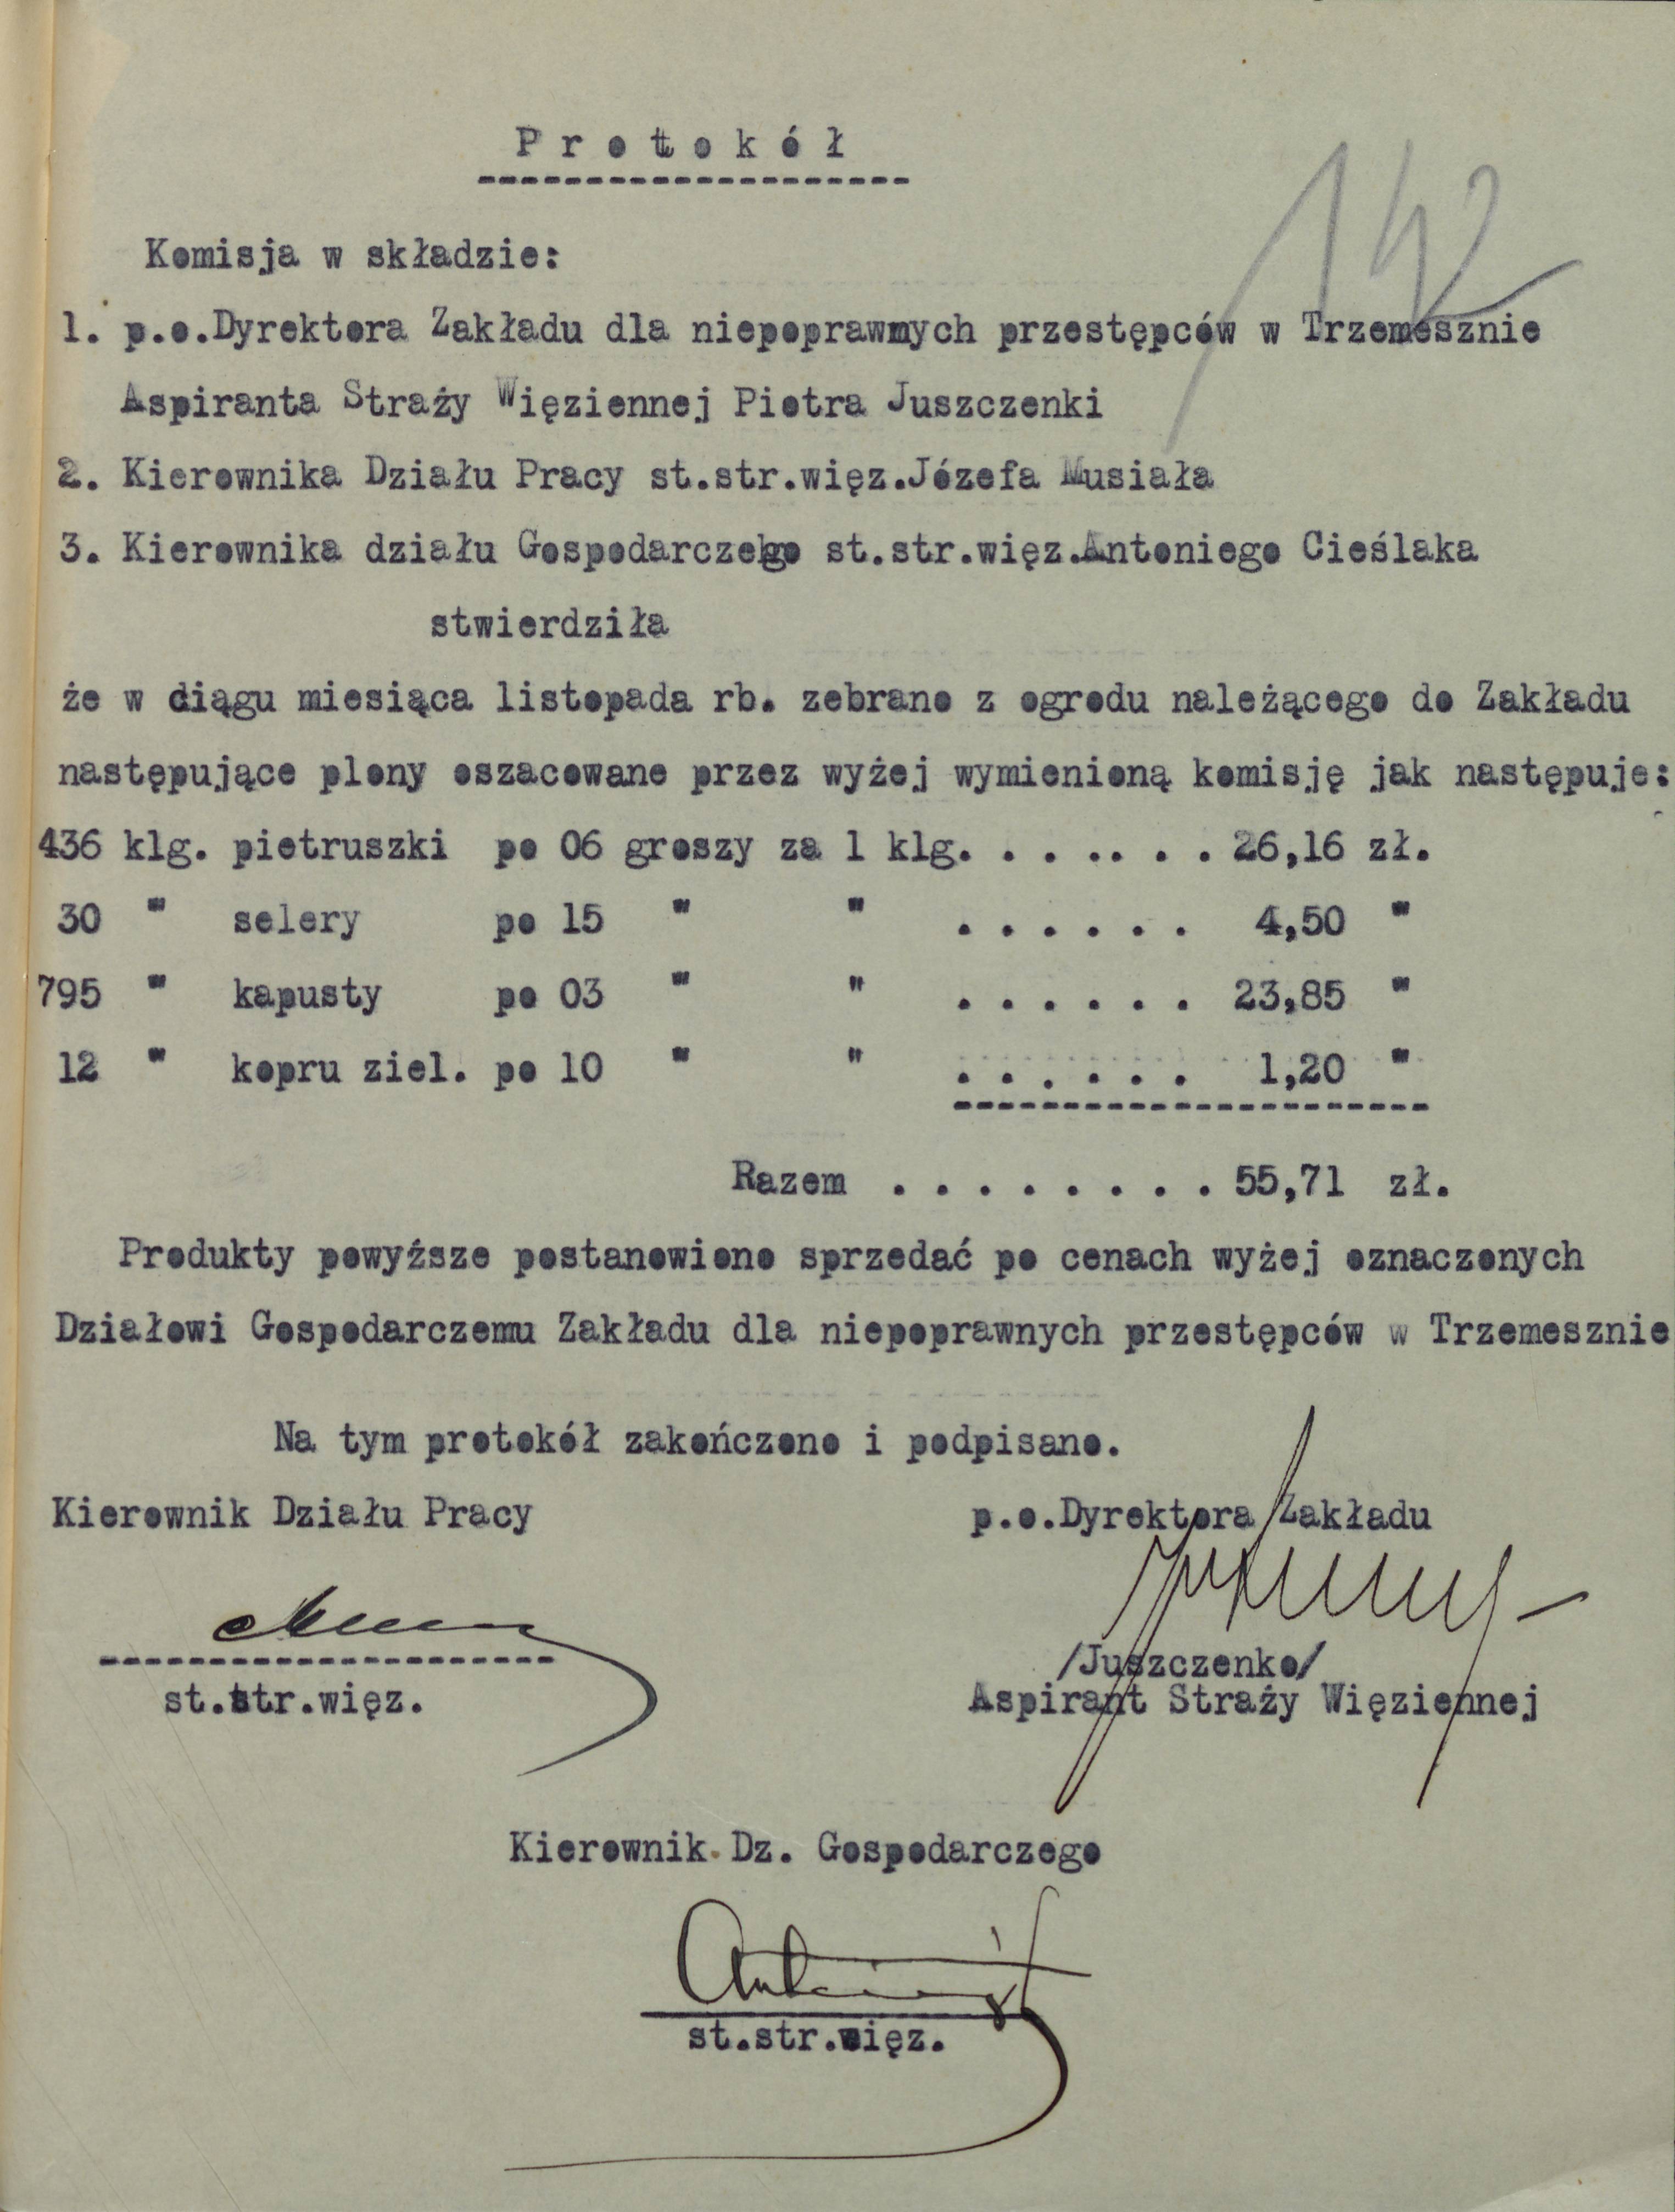 Protokół
142
Komisja w składzie:
1. p.o.Dyrektora Zakładu dla niepoprawnych przestępców w Trzemesznie
Aspiranta Straży Więziennej Piotra Juszczenki
2. Kierownika Działu Pracy st.str.więz.Józefa Musiała
3. Kierownika działu Gospodarczego st.str.więz.Antoniego Cieślaka
stwierdziła
że w ciągu miesiąca listopada rb. zebrano z ogrodu należącego do Zakładu
następujące plony oszacowane przez wyżej wymienioną komisję jak następuje:
436 klg. pietruszki po 06 groszy za 1 klg. . . .. . . 26,16 zł.
30 " selery po 15 " " . . . . . . 4,50 "
795 " kapusty po 03 " " . . . . . . 23,85 "
12 " kopru ziel. po 10 " " . . . . . . 1,20 "
Razem . . . . . . . . 55,71 zł.
Produkty powyższe postanowiono sprzedać po cenach wyżej oznaczonych
Działowi Gospodarczemu Zakładu dla niepoprawnych przestępców w Trzemesznie
Na tym protokół zakończono i podpisano.
Kierownik Działu Pracy p.o.Dyrektora Zakładu
/Juszczenko/
st.str.więz. Aspirant Straży Więziennej
Kierownik Dz. Gospodarczego
st.str.więz.